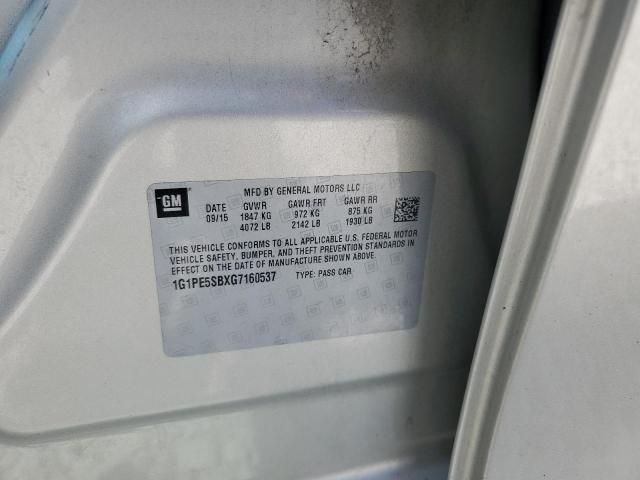 GM
MFD BY GENERAL MOTORS LLC
DATE GVWR GAWR FRT GAWR RR
09/15 1847 KG 972 KG 875 KG
4072 LB 2142 LB 1930 LB
THIS VEHICLE CONFORMS TO ALL APPLICABLE U.S. FEDERAL MOTOR
VEHICLE SAFETY, BUMPER, AND THEFT PREVENTION STANDARDS IN
EFFECT ON THE DATE OF MANUFACTURE SHOWN ABOVE.
1G1PE5SBXG7160537 TYPE: PASS CAR